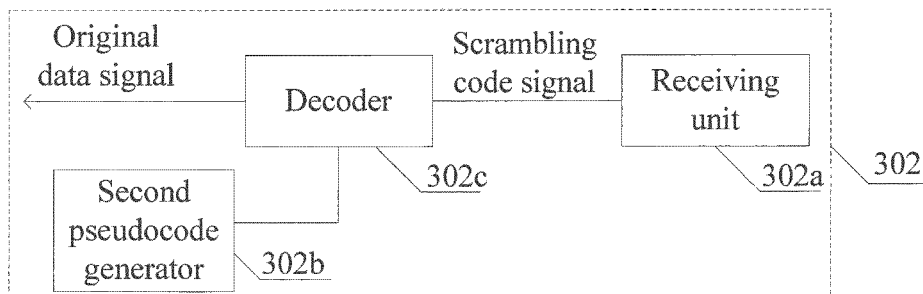 Original
data signal
Decoder
Scrambling
code signal
Receiving
unit
302c
302a
302
Second
pseudocode
generator
302b